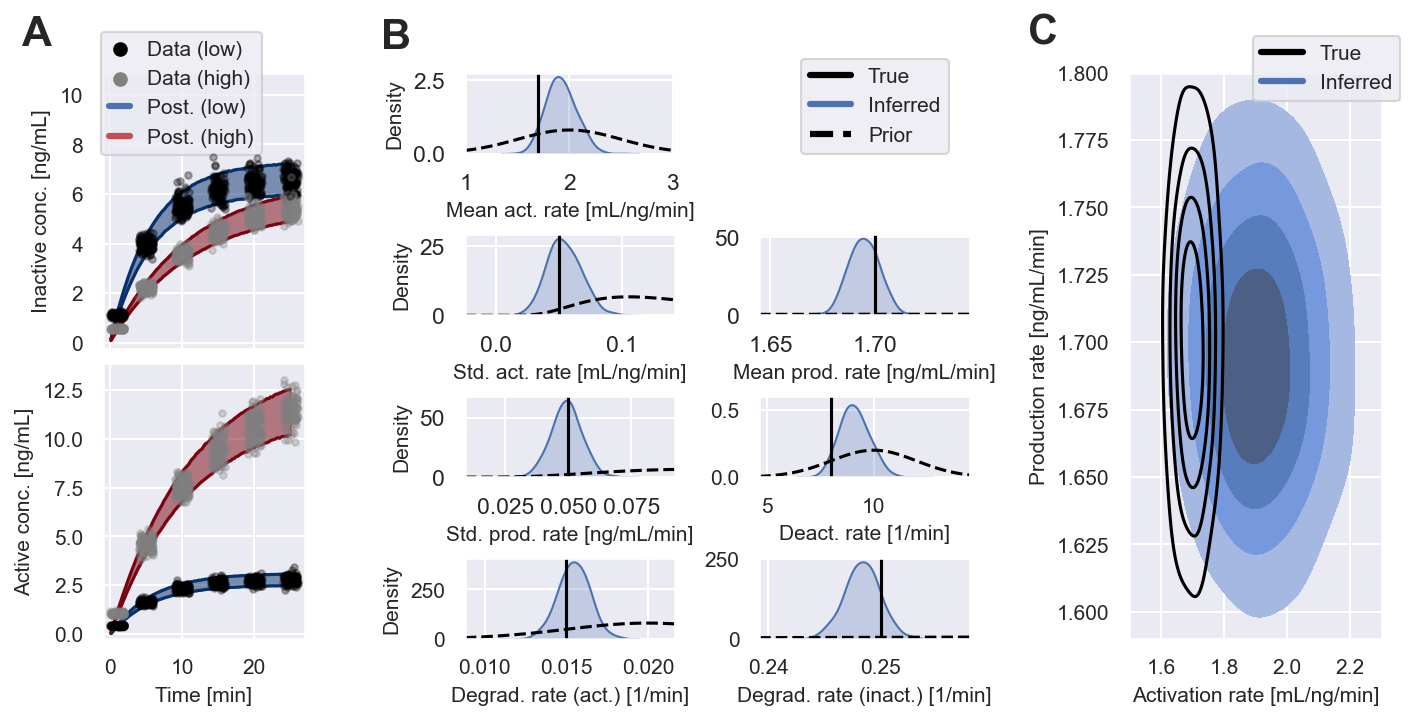 A
Data (low)
Data (high)
Post. (low)
Post. (high)
Inactive conc. [ng/mL]
10
8
6
4
2
0
Active conc. [ng/mL]
12.5
10.0
7.5
5.0
2.5
0.0
0 10 20
Time [min]
B
True
Inferred
Prior
Density
2.5
0.0
1 2 3
Mean act. rate [mL/ng/min]
Density
25
0
0.0 0.1
Std. act. rate [mL/ng/min]
50
0
1.65 1.70
Mean prod. rate [ng/mL/min]
Density
50
0
0.025 0.050 0.075
Std. prod. rate [ng/mL/min]
0.5
0.0
5 10
Deact. rate [1/min]
Density
250
0
0.010 0.015 0.020
Degrad. rate (act.) [1/min]
250
0
0.24 0.25
Degrad. rate (inact.) [1/min]
C
True
Inferred
Production rate [ng/mL/min]
1.800
1.775
1.750
1.725
1.700
1.675
1.650
1.625
1.600
1.6 1.8 2.0 2.2
Activation rate [mL/ng/min]